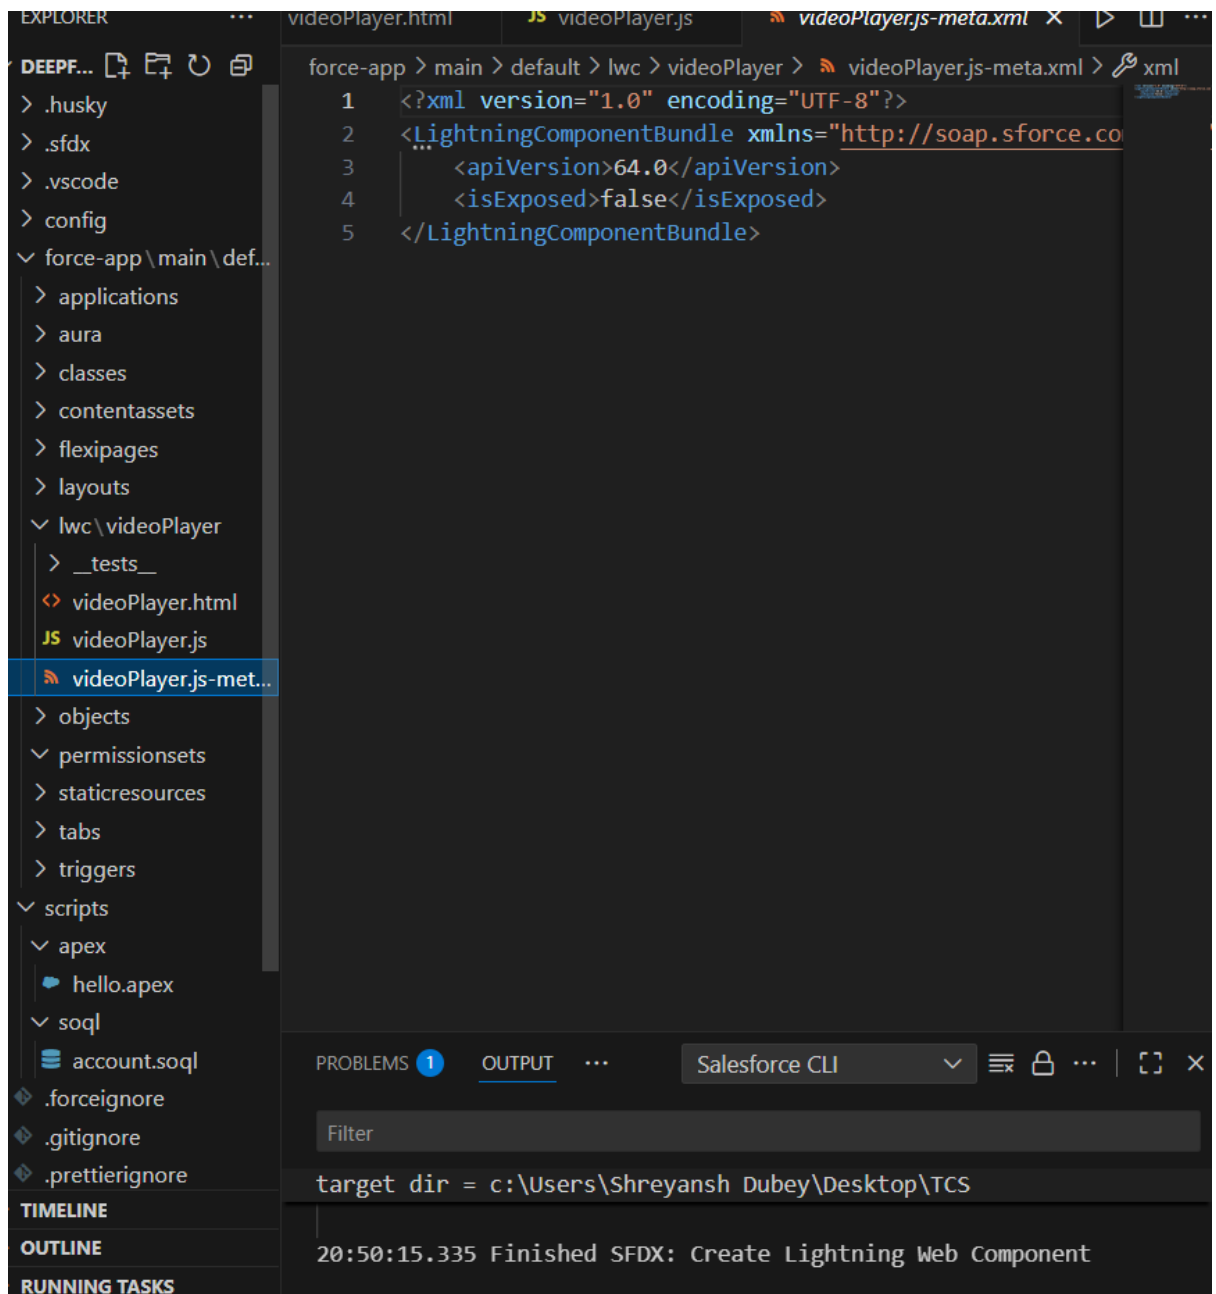 EXPLORER ...
videoPlayer.html
JS videoPlayer.js
videoPlayer.js-meta.xml
DEEPF...
force-app > main > default > lwc > videoPlayer > videoPlayer.js-meta.xml > xml
> .husky
> .sfdx
> .vscode
> config
force-app\main\def...
> applications
> aura
> classes
> contentassets
> flexipages
> layouts
lwc\videoPlayer
> __tests__
<> videoPlayer.html
JS videoPlayer.js
videoPlayer.js-met...
> objects
permissionsets
> staticresources
> tabs
> triggers
scripts
apex
hello.apex
soql
account.soql
.forceignore
.gitignore
.prettierignore
TIMELINE
OUTLINE
RUNNING TASKS
1 <?xml version="1.0" encoding="UTF-8"?>
2 <LightningComponentBundle xmlns="http://soap.sforce.co
3 <apiVersion>64.0</apiVersion>
4 <isExposed>false</isExposed>
5 </LightningComponentBundle>
PROBLEMS 1 OUTPUT ... Salesforce CLI
Filter
target dir = c:\Users\Shreyansh Dubey\Desktop\TCS
20:50:15.335 Finished SFDX: Create Lightning Web Component